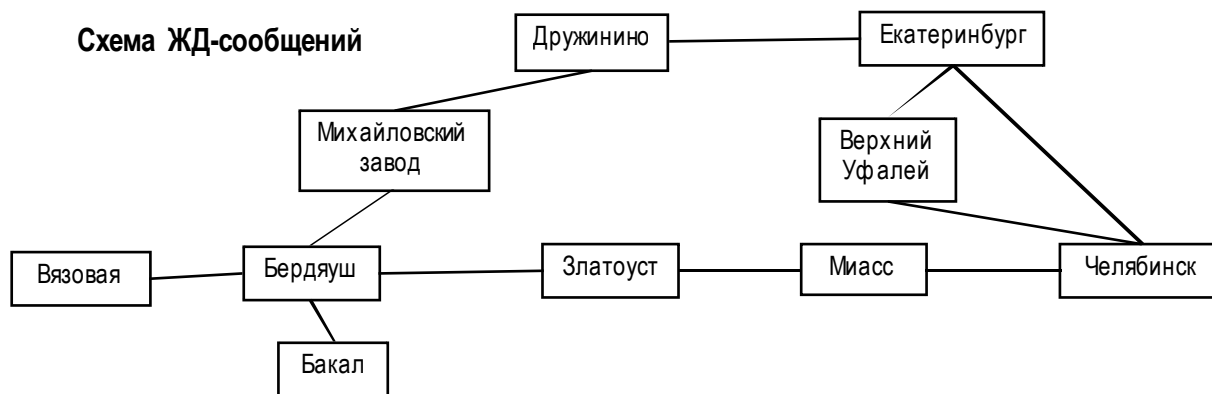 Схема ЖД-сообщений
Дружинино
Екатеринбург
Михайловский
завод
Верхний
Уфалей
Вязовая
Бердяуш
Златоуст
Миасс
Челябинск
Бакал